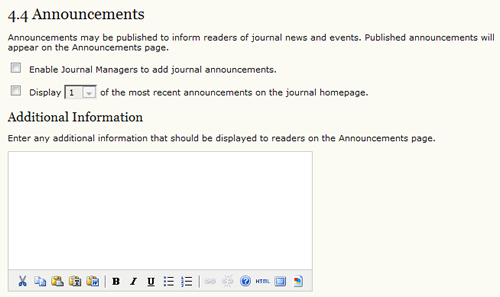 4.4 Announcements
Announcements may be published to inform readers of journal news and events. Published announcements will
appear on the Announcements page.
Enable Journal Managers to add journal announcements.
Display 1 of the most recent announcements on the journal homepage.
Additional Information
Enter any additional information that should be displayed to readers on the Announcements page.
B I U HTML